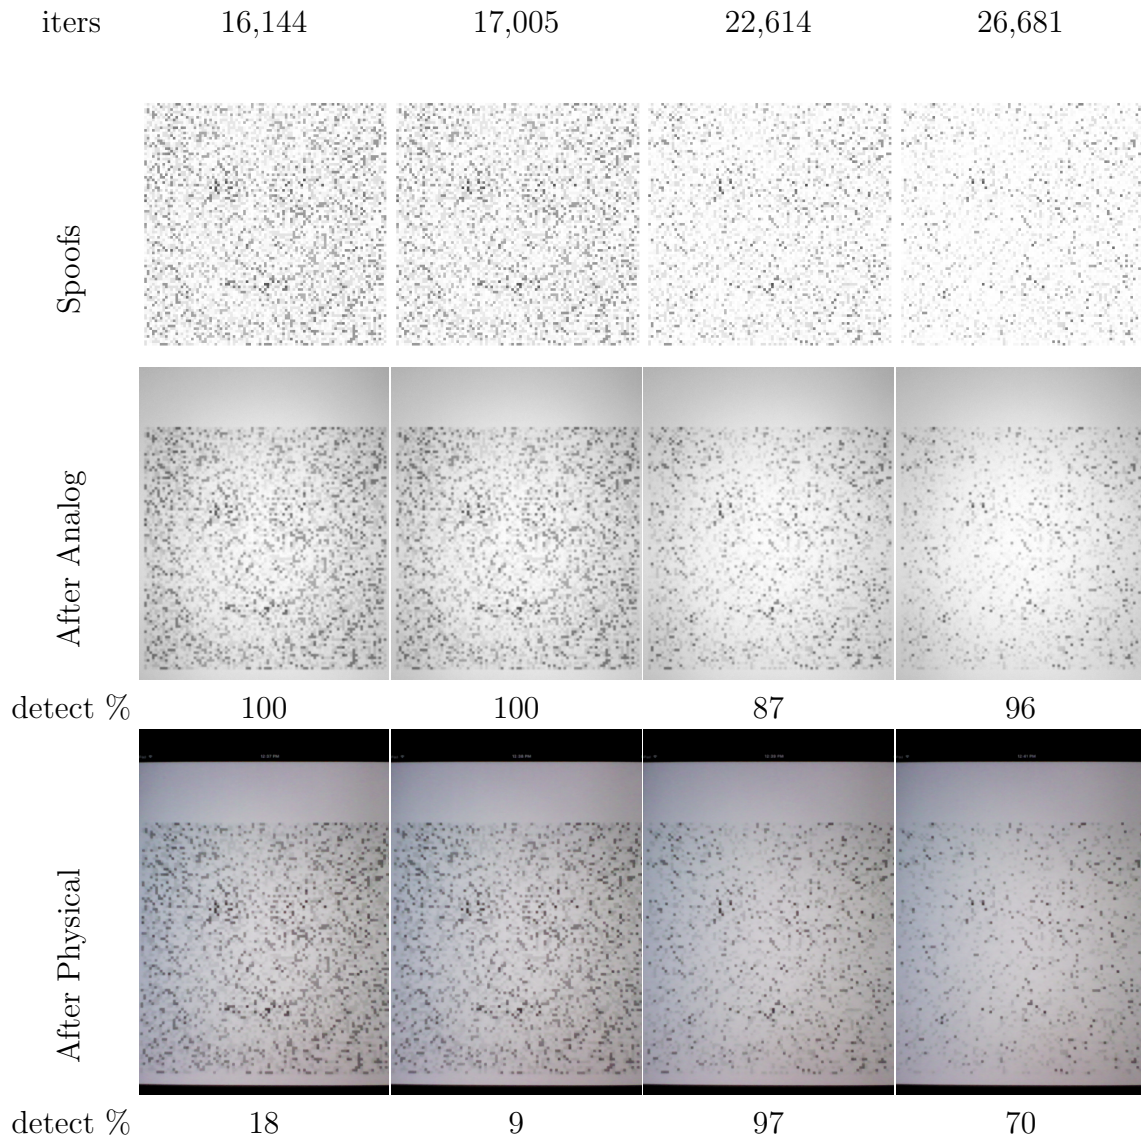 iters 16,144 17,005 22,614 26,681
Spoofs
After Analog
detect % 100 100 87 96
After Physical
detect % 18 9 97 70